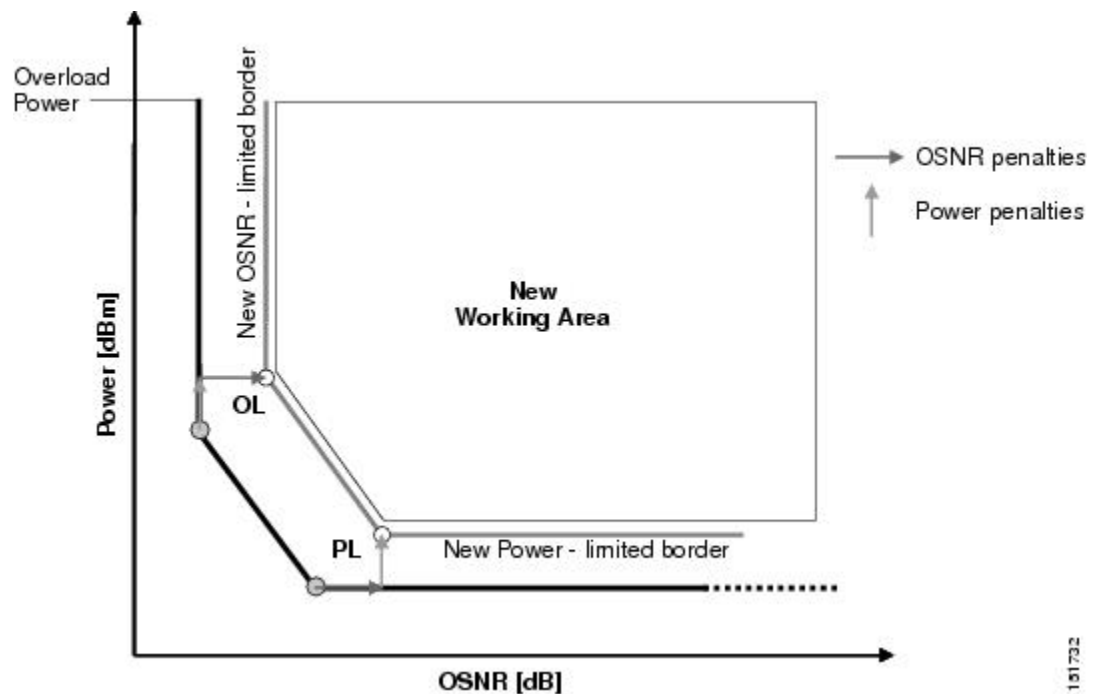 Overload
Power
New OSNR - limited border
OSNR penalties
Power penalties
New
Working Area
Power [dBm]
OL
PL
New Power - limited border
OSNR [dB]
151732